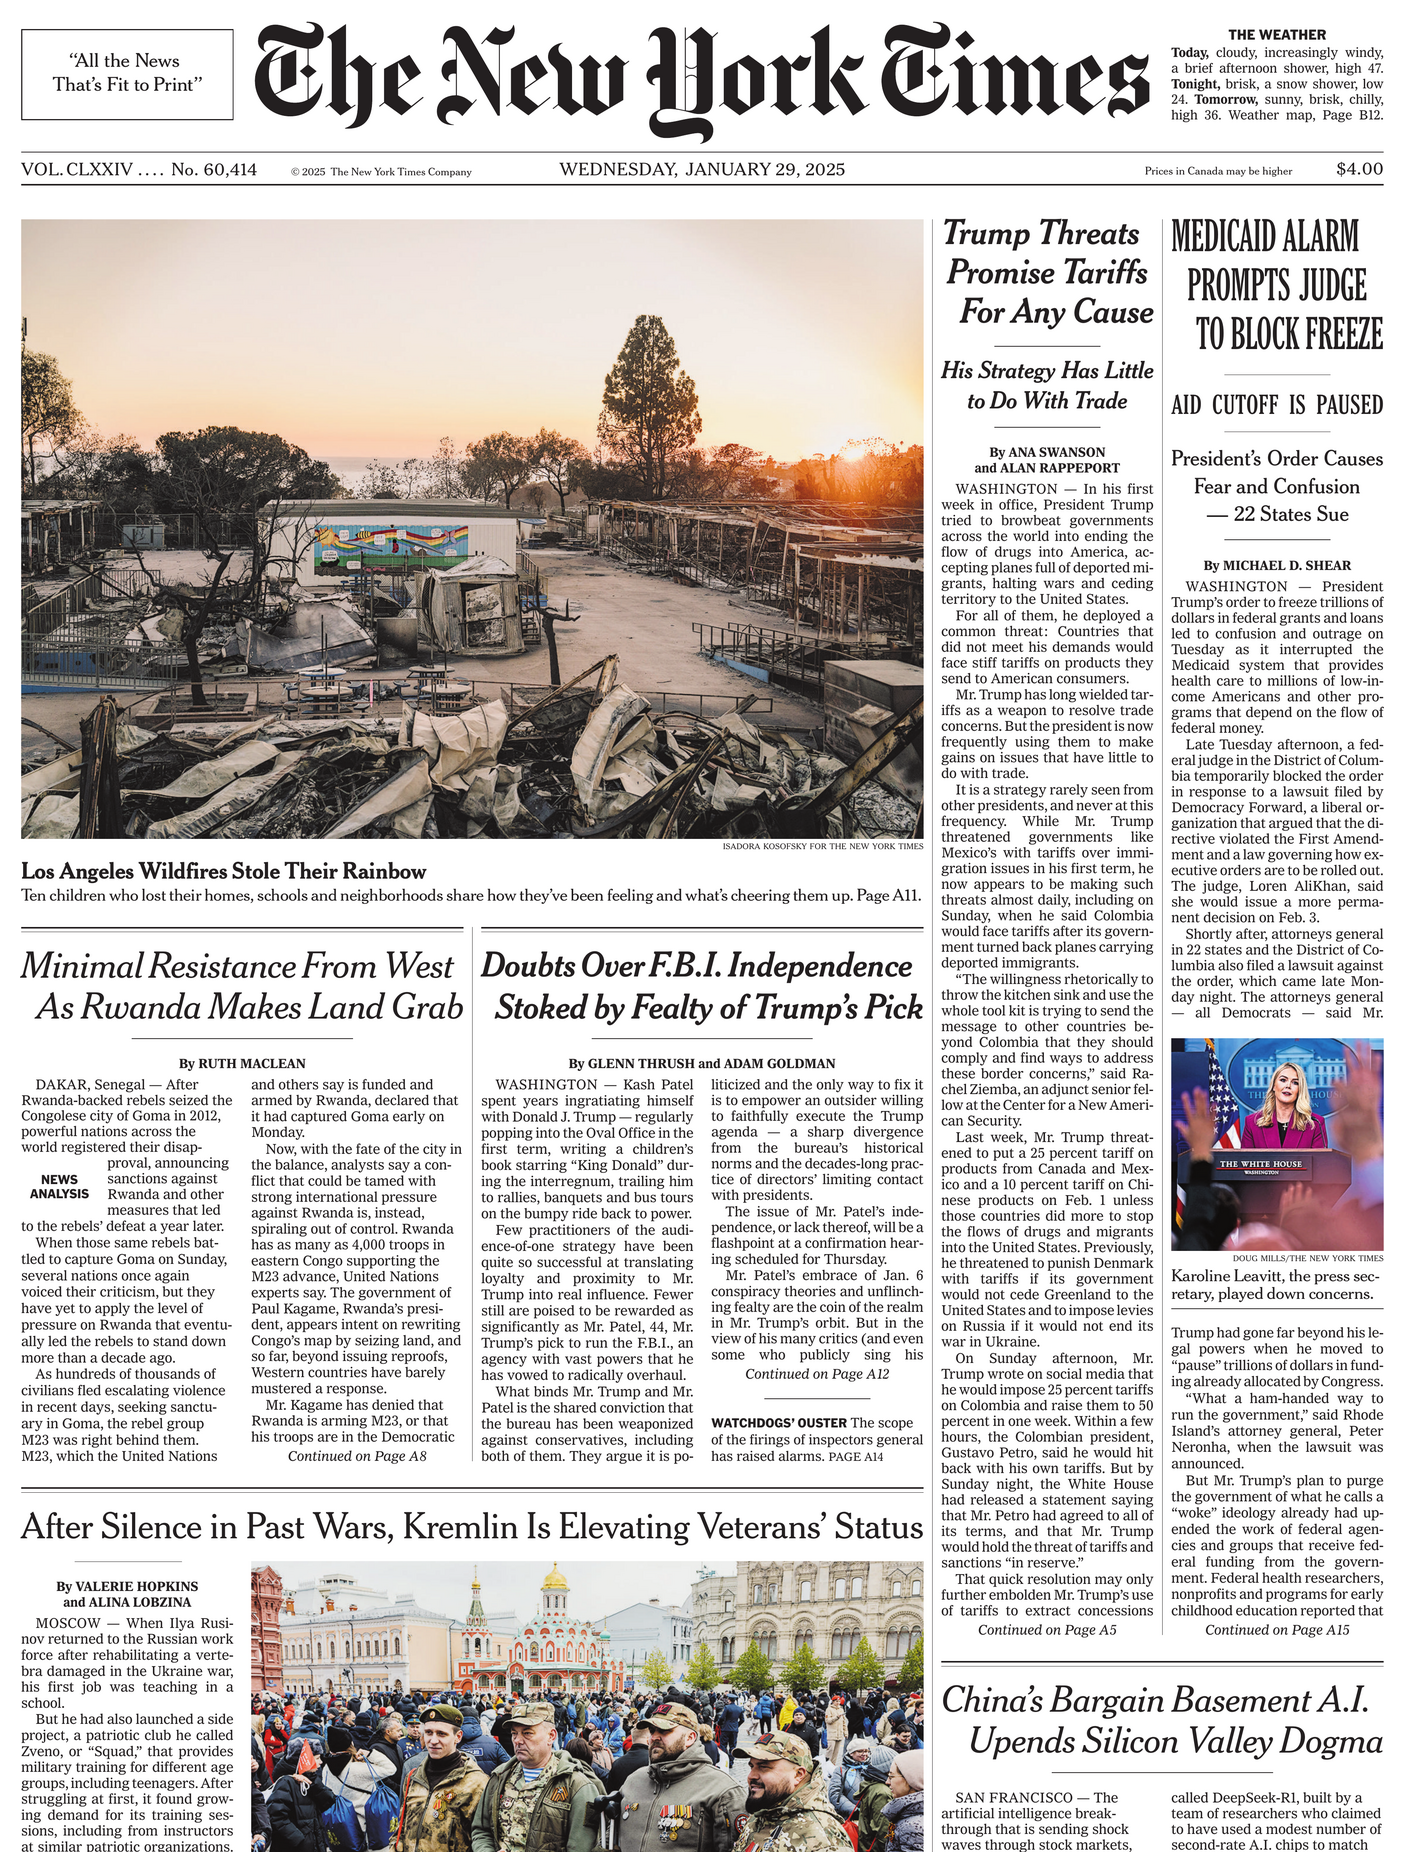 “All the News
That’s Fit to Print”
The New York Times
THE WEATHER
Today, cloudy, increasingly windy,
a brief afternoon shower, high 47.
Tonight, brisk, a snow shower, low
24. Tomorrow, sunny, brisk, chilly,
high 36. Weather map, Page B12.
VOL. CLXXIV .... No. 60,414
© 2025 The New York Times Company
WEDNESDAY, JANUARY 29, 2025
Prices in Canada may be higher
$4.00
ISADORA KOSOFSKY FOR THE NEW YORK TIMES
Los Angeles Wildfires Stole Their Rainbow
Ten children who lost their homes, schools and neighborhoods share how they’ve been feeling and what’s cheering them up. Page A11.
Minimal Resistance From West
As Rwanda Makes Land Grab
By RUTH MACLEAN
DAKAR, Senegal — After
Rwanda-backed rebels seized the
Congolese city of Goma in 2012,
powerful nations across the
world registered their disap-
proval, announcing
sanctions against
Rwanda and other
measures that led
NEWS
ANALYSIS
to the rebels’ defeat a year later.
When those same rebels bat-
tled to capture Goma on Sunday,
several nations once again
voiced their criticism, but they
have yet to apply the level of
pressure on Rwanda that eventu-
ally led the rebels to stand down
more than a decade ago.
As hundreds of thousands of
civilians fled escalating violence
in recent days, seeking sanctu-
ary in Goma, the rebel group
M23 was right behind them.
M23, which the United Nations
and others say is funded and
armed by Rwanda, declared that
it had captured Goma early on
Monday.
Now, with the fate of the city in
the balance, analysts say a con-
flict that could be tamed with
strong international pressure
against Rwanda is, instead,
spiraling out of control. Rwanda
has as many as 4,000 troops in
eastern Congo supporting the
M23 advance, United Nations
experts say. The government of
Paul Kagame, Rwanda’s presi-
dent, appears intent on rewriting
Congo’s map by seizing land, and
so far, beyond issuing reproofs,
Western countries have barely
mustered a response.
Mr. Kagame has denied that
Rwanda is arming M23, or that
his troops are in the Democratic
Continued on Page A8
Doubts Over F.B.I. Independence
Stoked by Fealty of Trump’s Pick
By GLENN THRUSH and ADAM GOLDMAN
WASHINGTON — Kash Patel
spent years ingratiating himself
with Donald J. Trump — regularly
popping into the Oval Office in the
first term, writing a children’s
book starring “King Donald” dur-
ing the interregnum, trailing him
to rallies, banquets and bus tours
on the bumpy ride back to power.
Few practitioners of the audi-
ence-of-one strategy have been
quite so successful at translating
loyalty and proximity to Mr.
Trump into real influence. Fewer
still are poised to be rewarded as
significantly as Mr. Patel, 44, Mr.
Trump’s pick to run the F.B.I., an
agency with vast powers that he
has vowed to radically overhaul.
What binds Mr. Trump and Mr.
Patel is the shared conviction that
the bureau has been weaponized
against conservatives, including
both of them. They argue it is po-
liticized and the only way to fix it
is to empower an outsider willing
to faithfully execute the Trump
agenda — a sharp divergence
from the bureau’s historical
norms and the decades-long prac-
tice of directors’ limiting contact
with presidents.
The issue of Mr. Patel’s inde-
pendence, or lack thereof, will be a
flashpoint at a confirmation hear-
ing scheduled for Thursday.
Mr. Patel’s embrace of Jan. 6
conspiracy theories and unflinch-
ing fealty are the coin of the realm
in Mr. Trump’s orbit. But in the
view of his many critics (and even
some who publicly sing his
Continued on Page A12
WATCHDOGS’ OUSTER The scope
of the firings of inspectors general
has raised alarms. PAGE A14
After Silence in Past Wars, Kremlin Is Elevating Veterans’ Status
By VALERIE HOPKINS
and ALINA LOBZINA
MOSCOW — When Ilya Rusi-
nov returned to the Russian work
force after rehabilitating a verte-
bra damaged in the Ukraine war,
his first job was teaching in a
school.
But he had also launched a side
project, a patriotic club he called
Zveno, or “Squad,” that provides
military training for different age
groups, including teenagers. After
struggling at first, it found grow-
ing demand for its training ses-
sions, including from instructors
at similar patriotic organizations.
Trump Threats
Promise Tariffs
For Any Cause
His Strategy Has Little
to Do With Trade
By ANA SWANSON
and ALAN RAPPEPORT
WASHINGTON — In his first
week in office, President Trump
tried to browbeat governments
across the world into ending the
flow of drugs into America, ac-
cepting planes full of deported mi-
grants, halting wars and ceding
territory to the United States.
For all of them, he deployed a
common threat: Countries that
did not meet his demands would
face stiff tariffs on products they
send to American consumers.
Mr. Trump has long wielded tar-
iffs as a weapon to resolve trade
concerns. But the president is now
frequently using them to make
gains on issues that have little to
do with trade.
It is a strategy rarely seen from
other presidents, and never at this
frequency. While Mr. Trump
threatened governments like
Mexico’s with tariffs over immi-
gration issues in his first term, he
now appears to be making such
threats almost daily, including on
Sunday, when he said Colombia
would face tariffs after its govern-
ment turned back planes carrying
deported immigrants.
“The willingness rhetorically to
throw the kitchen sink and use the
whole tool kit is trying to send the
message to other countries be-
yond Colombia that they should
comply and find ways to address
these border concerns,” said Ra-
chel Ziemba, an adjunct senior fel-
low at the Center for a New Ameri-
can Security.
Last week, Mr. Trump threat-
ened to put a 25 percent tariff on
products from Canada and Mex-
ico and a 10 percent tariff on Chi-
nese products on Feb. 1 unless
those countries did more to stop
the flows of drugs and migrants
into the United States. Previously,
he threatened to punish Denmark
with tariffs if its government
would not cede Greenland to the
United States and to impose levies
on Russia if it would not end its
war in Ukraine.
On Sunday afternoon, Mr.
Trump wrote on social media that
he would impose 25 percent tariffs
on Colombia and raise them to 50
percent in one week. Within a few
hours, the Colombian president,
Gustavo Petro, said he would hit
back with his own tariffs. But by
Sunday night, the White House
had released a statement saying
that Mr. Petro had agreed to all of
its terms, and that Mr. Trump
would hold the threat of tariffs and
sanctions “in reserve.”
That quick resolution may only
further embolden Mr. Trump’s use
of tariffs to extract concessions
Continued on Page A5
MEDICAID ALARM
PROMPTS JUDGE
TO BLOCK FREEZE
AID CUTOFF IS PAUSED
President’s Order Causes
Fear and Confusion
— 22 States Sue
By MICHAEL D. SHEAR
WASHINGTON — President
Trump’s order to freeze trillions of
dollars in federal grants and loans
led to confusion and outrage on
Tuesday as it interrupted the
Medicaid system that provides
health care to millions of low-in-
come Americans and other pro-
grams that depend on the flow of
federal money.
Late Tuesday afternoon, a fed-
eral judge in the District of Colum-
bia temporarily blocked the order
in response to a lawsuit filed by
Democracy Forward, a liberal or-
ganization that argued that the di-
rective violated the First Amend-
ment and a law governing how ex-
ecutive orders are to be rolled out.
The judge, Loren AliKhan, said
she would issue a more perma-
nent decision on Feb. 3.
Shortly after, attorneys general
in 22 states and the District of Co-
lumbia also filed a lawsuit against
the order, which came late Mon-
day night. The attorneys general
— all Democrats — said Mr.
THE WHITE HOUSE
WASHINGTON
DOUG MILLS/THE NEW YORK TIMES
Karoline Leavitt, the press sec-
retary, played down concerns.
Trump had gone far beyond his le-
gal powers when he moved to
“pause” trillions of dollars in fund-
ing already allocated by Congress.
“What a ham-handed way to
run the government,” said Rhode
Island’s attorney general, Peter
Neronha, when the lawsuit was
announced.
But Mr. Trump’s plan to purge
the government of what he calls a
“woke” ideology already had up-
ended the work of federal agen-
cies and groups that receive fed-
eral funding from the govern-
ment. Federal health researchers,
nonprofits and programs for early
childhood education reported that
Continued on Page A15
China’s Bargain Basement A.I.
Upends Silicon Valley Dogma
SAN FRANCISCO — The
artificial intelligence break-
through that is sending shock
waves through stock markets,
called DeepSeek-R1, built by a
team of researchers who claimed
to have used a modest number of
second-rate A.I. chips to match